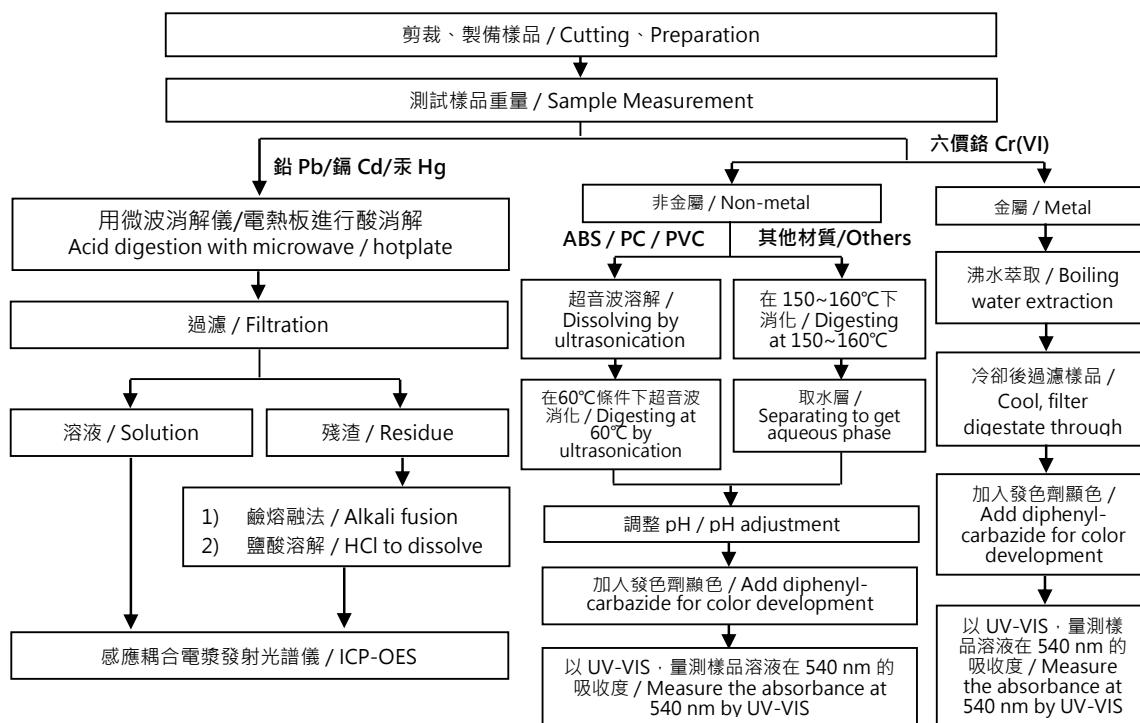 剪裁、製備樣品 / Cutting、Preparation
測試樣品重量 / Sample Measurement
鉛 Pb/鎘 Cd/汞 Hg
六價鉻 Cr(VI)
用微波消解儀/電熱板進行酸消解
Acid digestion with microwave / hotplate
過濾 / Filtration
溶液 / Solution
殘渣 / Residue
1) 鹼熔融法 / Alkali fusion
2) 鹽酸溶解 / HCl to dissolve
感應耦合電漿發射光譜儀 / ICP-OES
非金屬 / Non-metal
ABS / PC / PVC
其他材質/Others
超音波溶解 /
Dissolving by
ultrasonication
在 150~160℃下
消化 / Digesting
at 150~160℃
在60℃條件下超音波
消化 / Digesting at
60℃ by
ultrasonication
取水層 /
Separating to get
aqueous phase
調整 pH / pH adjustment
加入發色劑顯色 / Add diphenyl-
carbazide for color development
以 UV-VIS，量測樣品溶液在 540 nm 的
吸收度 / Measure the absorbance at
540 nm by UV-VIS
金屬 / Metal
沸水萃取 / Boiling
water extraction
冷卻後過濾樣品 /
Cool, filter
digestate through
加入發色劑顯色 /
Add diphenyl-
carbazide for color
development
以 UV-VIS，量測樣
品溶液在 540 nm 的
吸收度 / Measure
the absorbance at
540 nm by UV-VIS